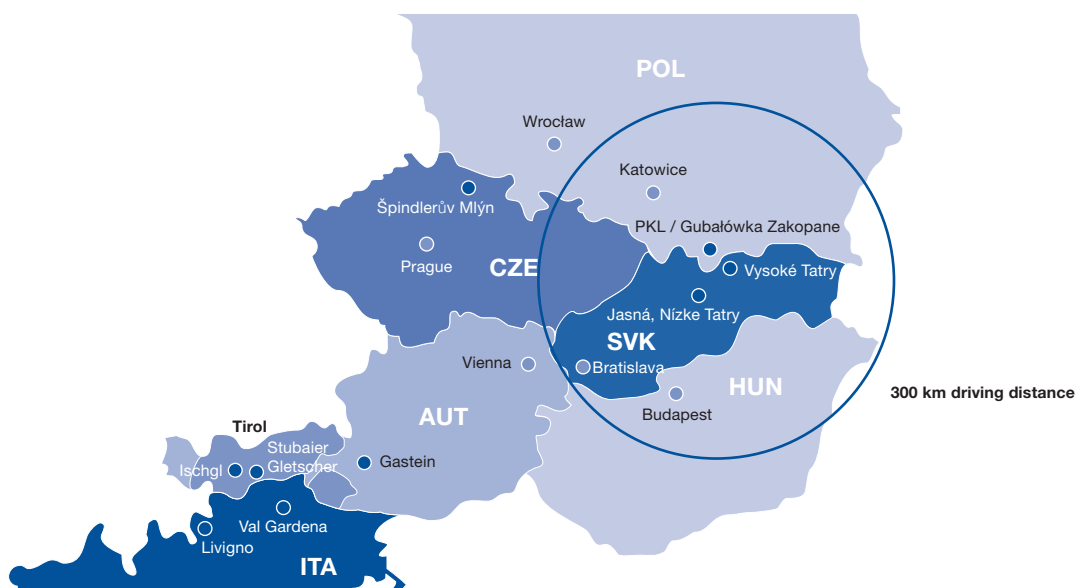 POL
Wrocław
Katowice
Špindlerův Mlýn
PKL / Gubałówka Zakopane
Prague
CZE
Vysoké Tatry
Jasná, Nízke Tatry
SVK
Vienna
Bratislava
HUN
300 km driving distance
Budapest
AUT
Tirol
Stubaier
Gletscher
Ischgl
Gastein
Val Gardena
Livigno
ITA